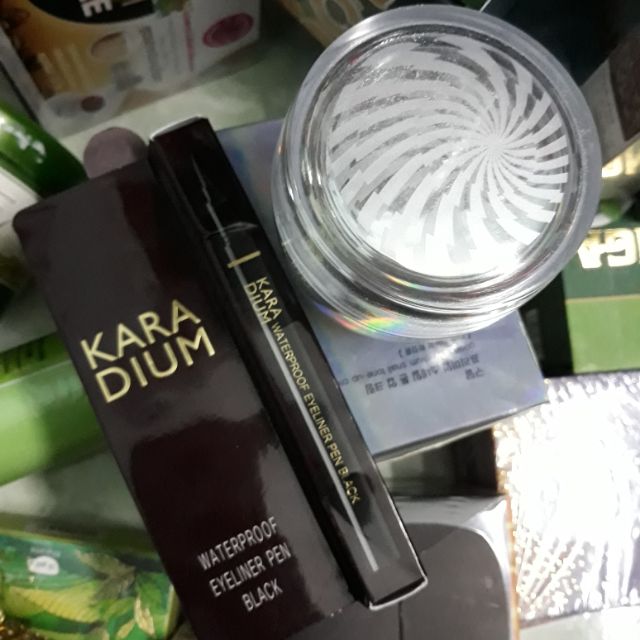 KARA
DIUM
WATERPROOF
EYELINER PEN
BLACK
KARA
DIUM WATERPROOF EYELINER PEN BLACK